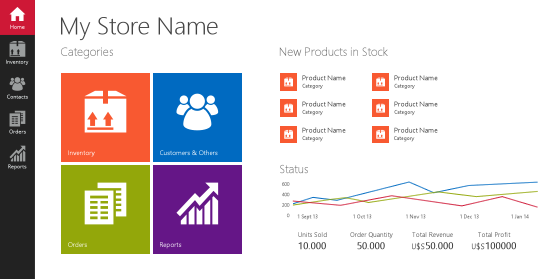 Home
Inventory
Contacts
Orders
Reports
My Store Name
Categories
Inventory
Customers & Others
Orders
Reports
New Products in Stock
Product Name
Category
Product Name
Category
Product Name
Category
Product Name
Category
Product Name
Category
Product Name
Category
Status
600
400
200
0
1 Sept 13
1 Oct 13
1 Nov 13
1 Dec 13
1 Jan 14
Units Sold
10.000
Order Quantity
50.000
Total Revenue
U$S50.000
Total Profit
U$S100000